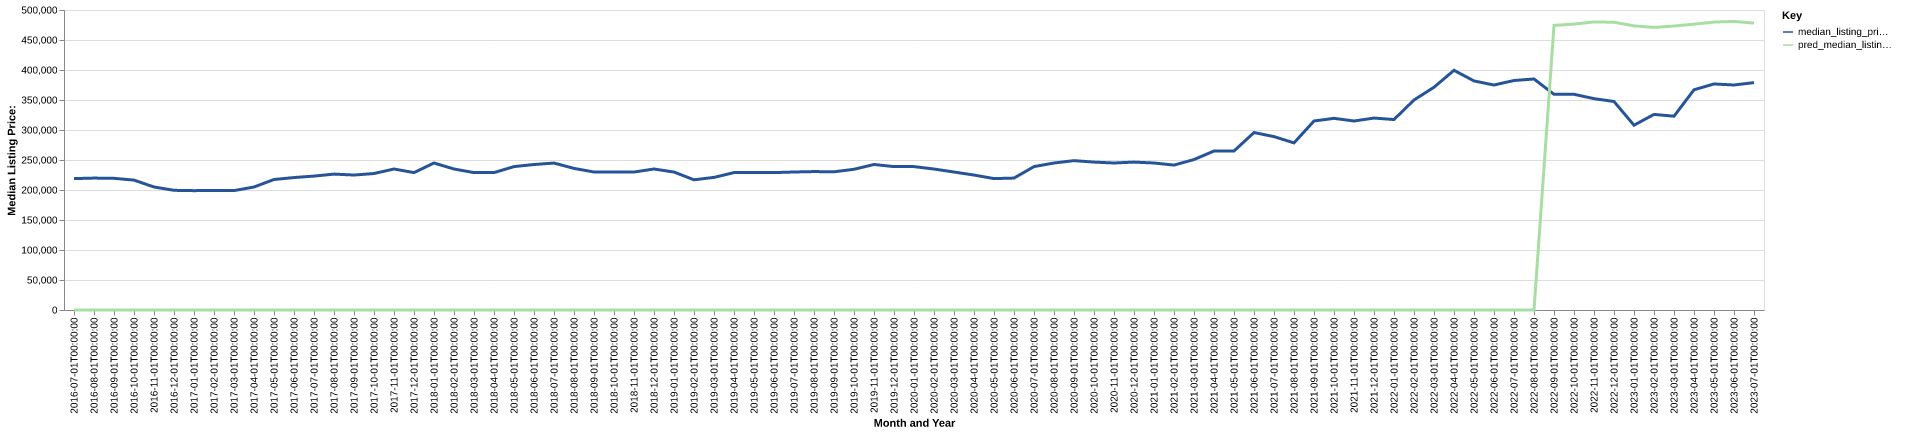 500,000
450,000
400,000
350,000
300,000
250,000
200,000
150,000
100,000
50,000
0
Median Listing Price:
2016-07-01T00:00:00
2016-08-01T00:00:00
2016-09-01T00:00:00
2016-10-01T00:00:00
2016-11-01T00:00:00
2016-12-01T00:00:00
2017-01-01T00:00:00
2017-02-01T00:00:00
2017-03-01T00:00:00
2017-04-01T00:00:00
2017-05-01T00:00:00
2017-06-01T00:00:00
2017-07-01T00:00:00
2017-08-01T00:00:00
2017-09-01T00:00:00
2017-10-01T00:00:00
2017-11-01T00:00:00
2017-12-01T00:00:00
2018-01-01T00:00:00
2018-02-01T00:00:00
2018-03-01T00:00:00
2018-04-01T00:00:00
2018-05-01T00:00:00
2018-06-01T00:00:00
2018-07-01T00:00:00
2018-08-01T00:00:00
2018-09-01T00:00:00
2018-10-01T00:00:00
2018-11-01T00:00:00
2018-12-01T00:00:00
2019-01-01T00:00:00
2019-02-01T00:00:00
2019-03-01T00:00:00
2019-04-01T00:00:00
2019-05-01T00:00:00
2019-06-01T00:00:00
2019-07-01T00:00:00
2019-08-01T00:00:00
2019-09-01T00:00:00
2019-10-01T00:00:00
2019-11-01T00:00:00
2019-12-01T00:00:00
2020-01-01T00:00:00
2020-02-01T00:00:00
2020-03-01T00:00:00
2020-04-01T00:00:00
2020-05-01T00:00:00
2020-06-01T00:00:00
2020-07-01T00:00:00
2020-08-01T00:00:00
2020-09-01T00:00:00
2020-10-01T00:00:00
2020-11-01T00:00:00
2020-12-01T00:00:00
2021-01-01T00:00:00
2021-02-01T00:00:00
2021-03-01T00:00:00
2021-04-01T00:00:00
2021-05-01T00:00:00
2021-06-01T00:00:00
2021-07-01T00:00:00
2021-08-01T00:00:00
2021-09-01T00:00:00
2021-10-01T00:00:00
2021-11-01T00:00:00
2021-12-01T00:00:00
2022-01-01T00:00:00
2022-02-01T00:00:00
2022-03-01T00:00:00
2022-04-01T00:00:00
2022-05-01T00:00:00
2022-06-01T00:00:00
2022-07-01T00:00:00
2022-08-01T00:00:00
2022-09-01T00:00:00
2022-10-01T00:00:00
2022-11-01T00:00:00
2022-12-01T00:00:00
2023-01-01T00:00:00
2023-02-01T00:00:00
2023-03-01T00:00:00
2023-04-01T00:00:00
2023-05-01T00:00:00
2023-06-01T00:00:00
2023-07-01T00:00:00
Month and Year
Key
median_listing_pri…
pred_median_listin…